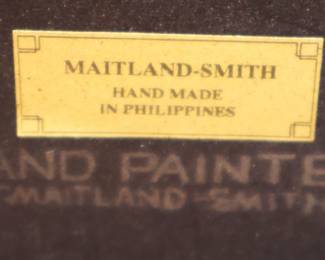 MAITLAND-SMITH
HAND MADE
IN PHILIPPINES
AND PAINTE
MAITLAND-SMITH